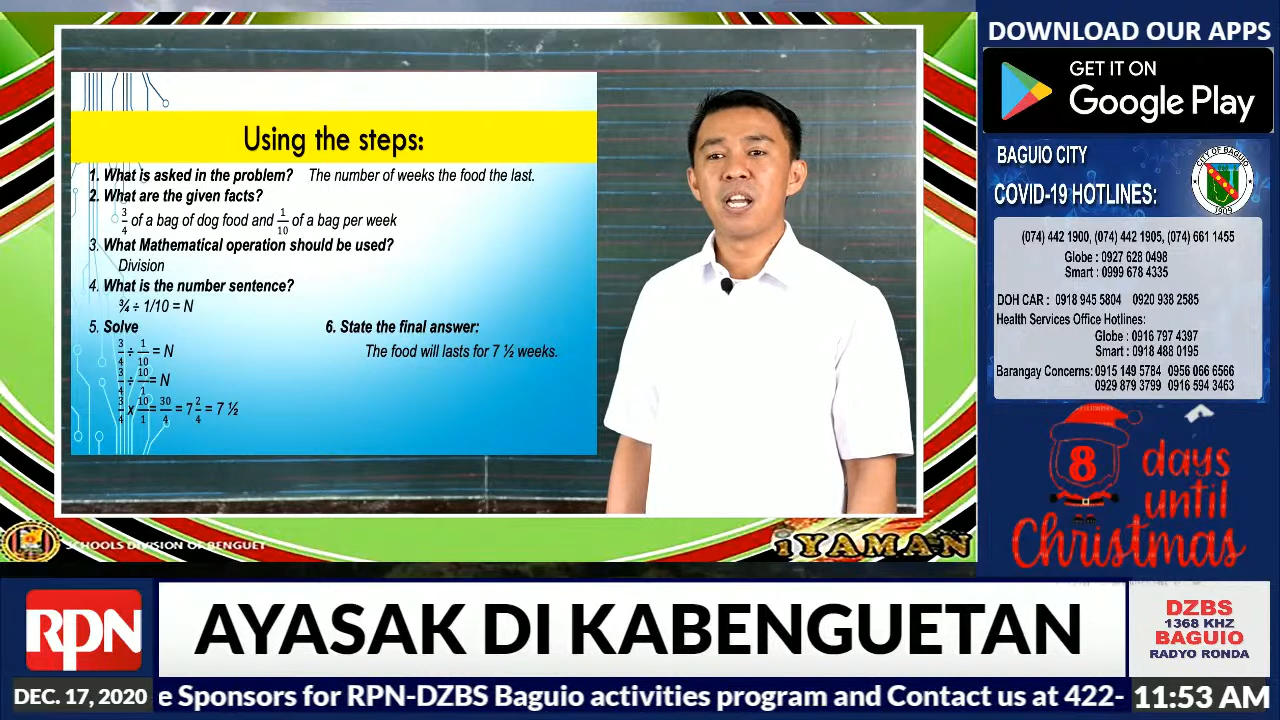 Using the steps:
1. What is asked in the problem? The number of weeks the food the last.
2. What are the given facts?
3/4 of a bag of dog food and 1/10 of a bag per week
3. What Mathematical operation should be used?
Division
4. What is the number sentence?
¾ ÷ 1/10 = N
5. Solve
3/4 ÷ 1/10 = N
3/4 ÷ 10/1 = N
3/4 x 10/1 = 30/4 = 7 2/4 = 7 ½
6. State the final answer:
The food will lasts for 7 ½ weeks.
SCHOOLS DIVISION OF BENGUET
iYAMAN
DOWNLOAD OUR APPS
GET IT ON
Google Play
BAGUIO CITY
COVID-19 HOTLINES:
CITY OF BAGUIO
1909
(074) 442 1900, (074) 442 1905, (074) 661 1455
Globe : 0927 628 0498
Smart : 0999 678 4335
DOH CAR : 0918 945 5804 0920 938 2585
Health Services Office Hotlines:
Globe : 0916 797 4397
Smart : 0918 488 0195
Barangay Concerns: 0915 149 5784 0956 066 6566
0929 879 3799 0916 594 3463
8 days
until
Christmas
RPN
AYASAK DI KABENGUETAN
DZBS
1368 KHZ
BAGUIO
RADYO RONDA
DEC. 17, 2020
e Sponsors for RPN-DZBS Baguio activities program and Contact us at 422-
11:53 AM